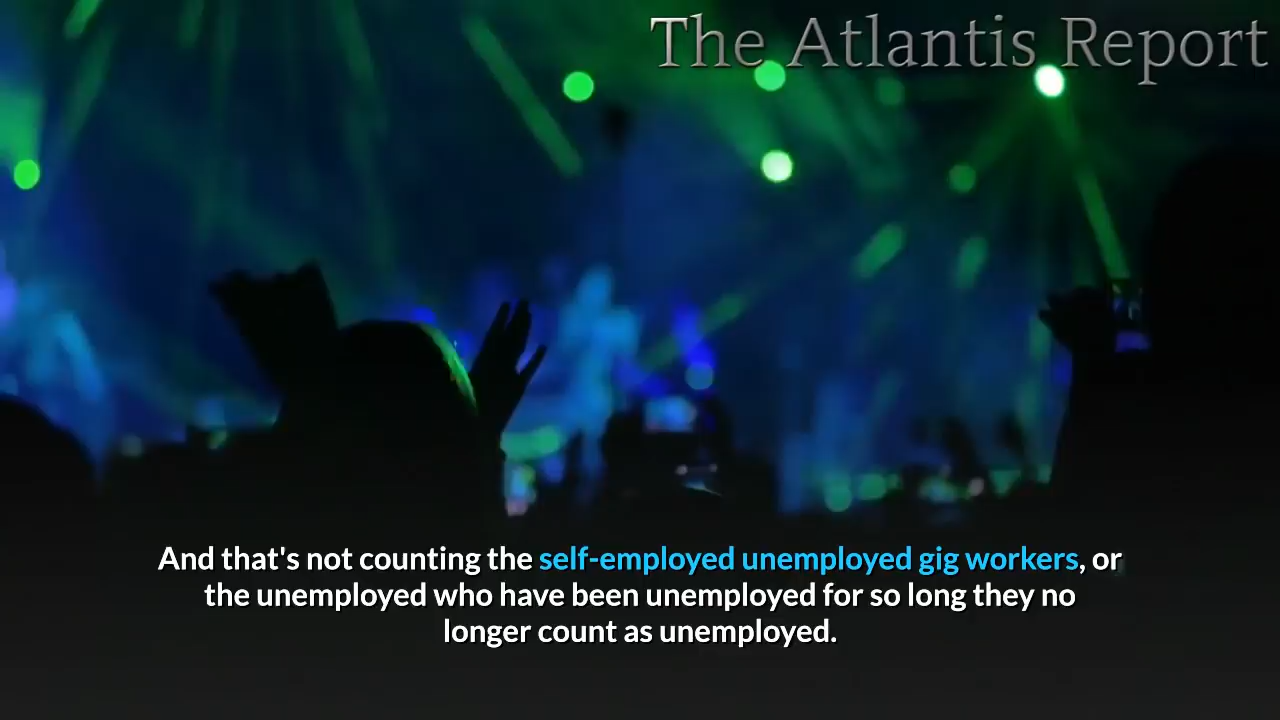 The Atlantis Report
And that's not counting the self-employed unemployed gig workers, or
the unemployed who have been unemployed for so long they no
longer count as unemployed.